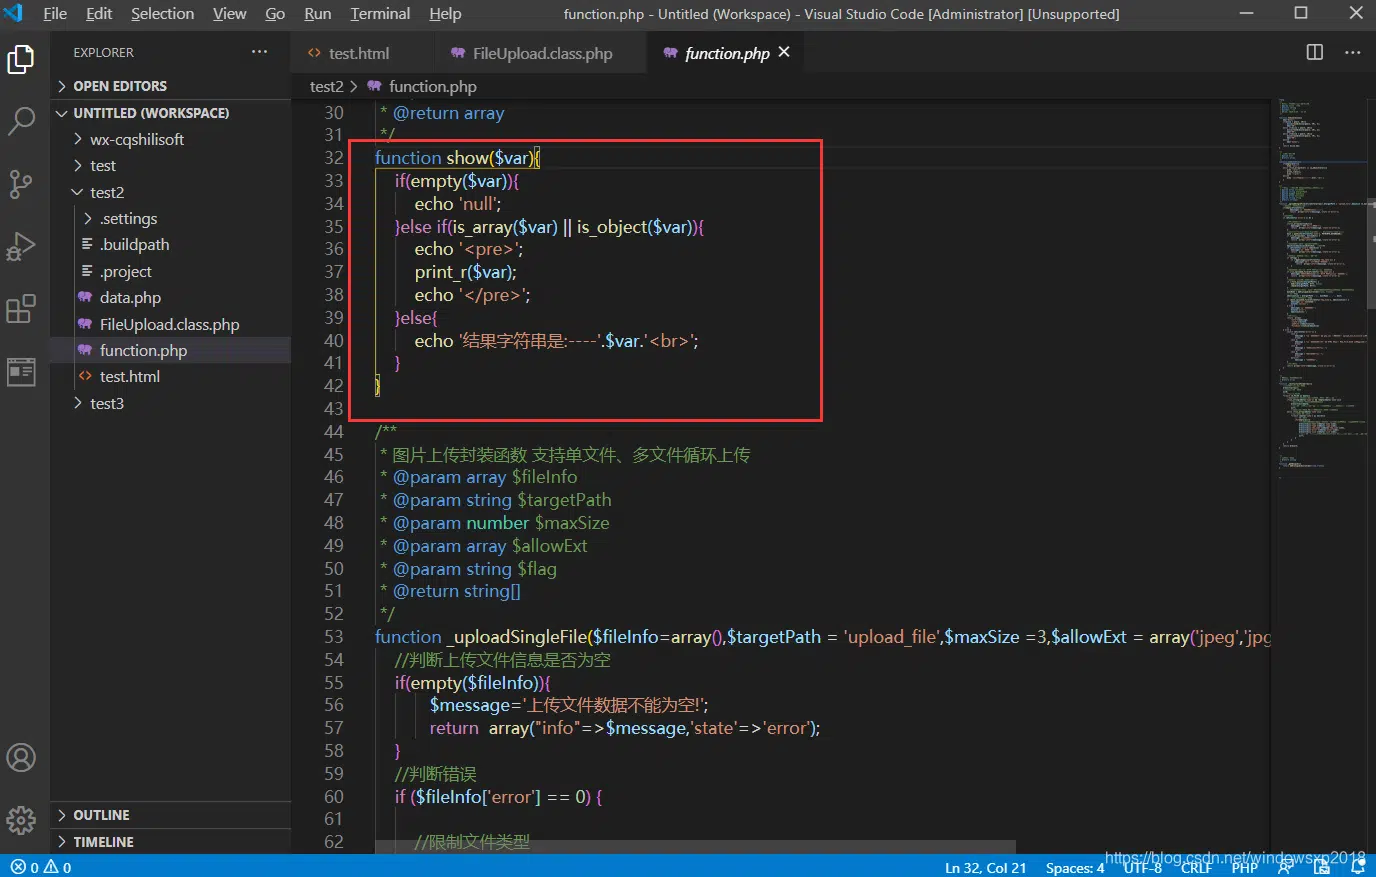 File Edit Selection View Go Run Terminal Help function.php - Untitled (Workspace) - Visual Studio Code [Administrator] [Unsupported]
EXPLORER
test.html FileUpload.class.php function.php
OPEN EDITORS
test2 function.php
UNTITLED (WORKSPACE)
wx-cqshilisoft
test
test2
.settings
.buildpath
.project
data.php
FileUpload.class.php
function.php
test.html
test3
OUTLINE
TIMELINE
30 * @return array
31 */
32 function show($var){
33 if(empty($var)){
34 echo 'null';
35 }else if(is_array($var) || is_object($var)){
36 echo '<pre>';
37 print_r($var);
38 echo '</pre>';
39 }else{
40 echo '结果字符串是:----'.$var.'<br>';
41 }
42 }
43
44 /**
45 * 图片上传封装函数 支持单文件、多文件循环上传
46 * @param array $fileInfo
47 * @param string $targetPath
48 * @param number $maxSize
49 * @param array $allowExt
50 * @param string $flag
51 * @return string[]
52 */
53 function _uploadSingleFile($fileInfo=array(),$targetPath = 'upload_file',$maxSize =3,$allowExt = array('jpeg','jpg
54 //判断上传文件信息是否为空
55 if(empty($fileInfo)){
56 $message='上传文件数据不能为空!';
57 return array("info"=>$message,'state'=>'error');
58 }
59 //判断错误
60 if ($fileInfo['error'] == 0) {
61
62 //限制文件类型
https://blog.csdn.net/windowsxp2018
0 0 Ln 32, Col 21 Spaces: 4 UTF-8 CRLF PHP